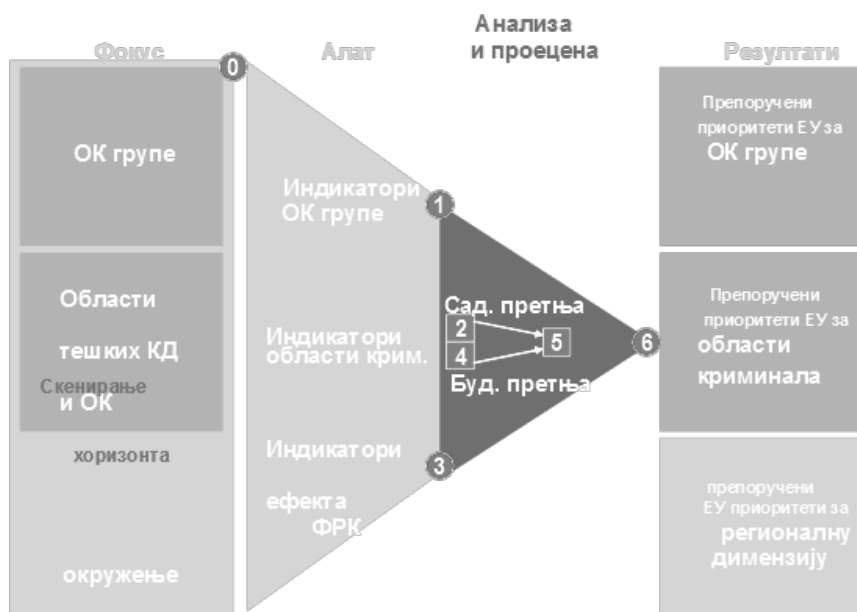 Фокус
Алат
Анализа
и проецена
Резултати
0
ОК групе
Области
тешких КД
Скенирање
и ОК
хоризонта
окружење
Индикатори
ОК групе
Индикатори
области крим.
Индикатори
ефекта
ФРК
1
Сад. претња
2
4
5
Буд. претња
3
6
Препоручени
приоритети ЕУ за
ОК групе
Препоручени
приоритети ЕУ за
области
криминала
препоручени
ЕУ приоритети за
регионалну
димензију